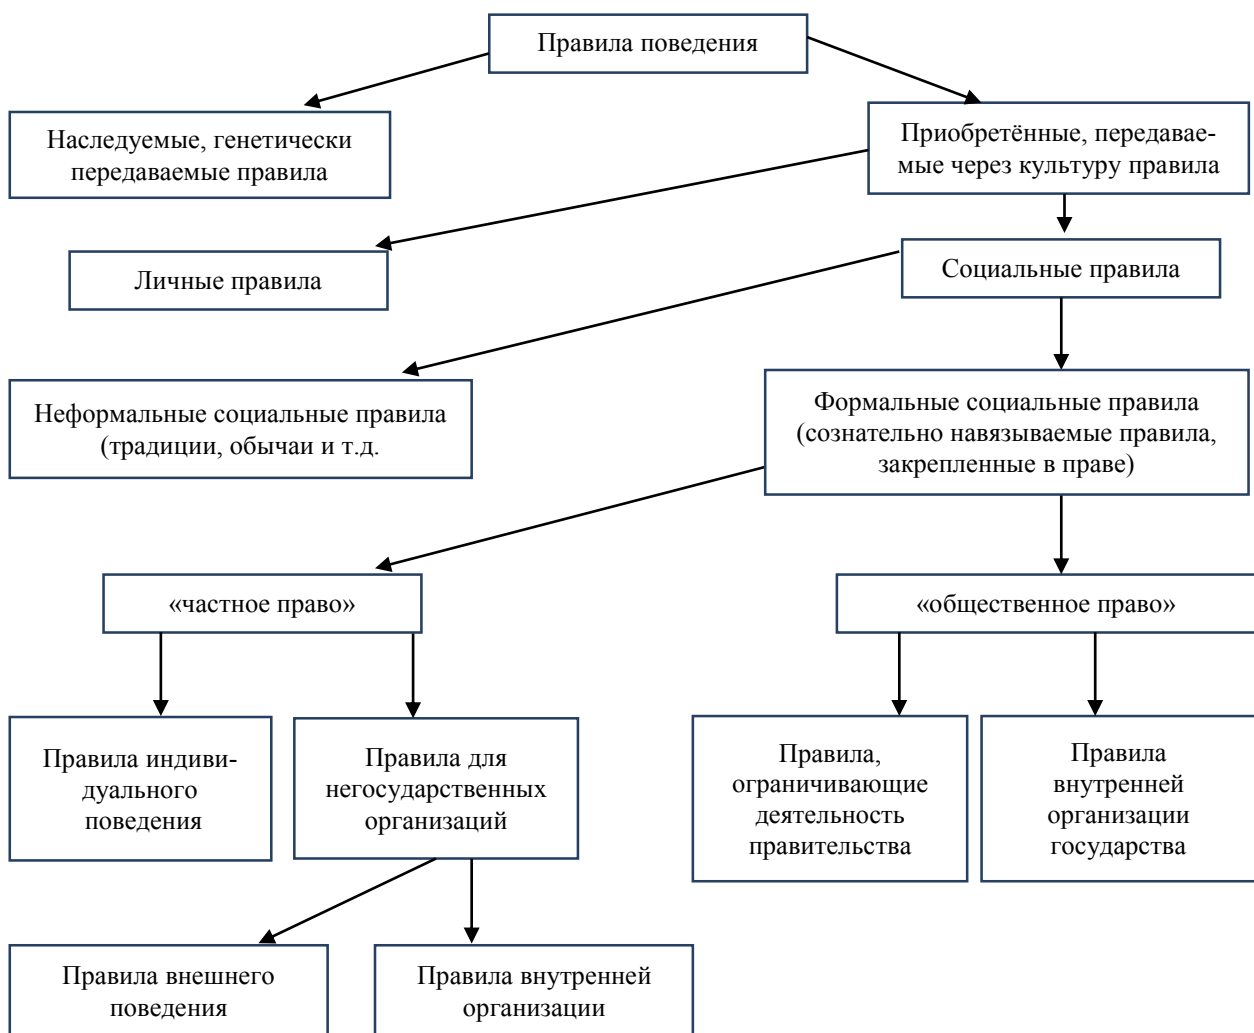 Правила поведения
Наследуемые, генетически
передаваемые правила
Приобретённые, передавае-
мые через культуру правила
Личные правила
Социальные правила
Неформальные социальные правила
(традиции, обычаи и т.д.
Формальные социальные правила
(сознательно навязываемые правила,
закрепленные в праве)
«частное право»
«общественное право»
Правила индиви-
дуального
поведения
Правила для
негосударственных
организаций
Правила,
ограничивающие
деятельность
правительства
Правила
внутренней
организации
государства
Правила внешнего
поведения
Правила внутренней
организации